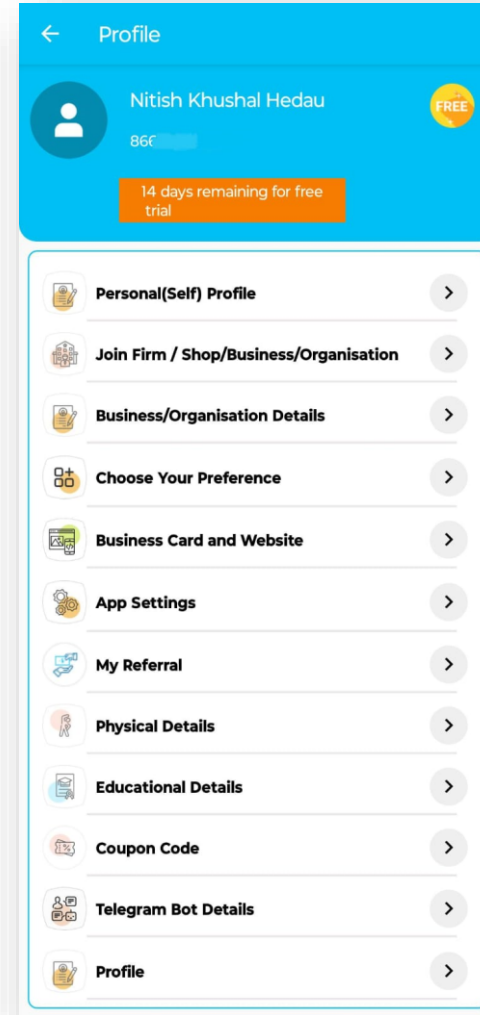 Profile
Nitish Khushal Hedau
FREE
866
14 days remaining for free
trial
Personal(Self) Profile
Join Firm / Shop/Business/Organisation
Business/Organisation Details
Choose Your Preference
Business Card and Website
App Settings
My Referral
Physical Details
Educational Details
Coupon Code
Telegram Bot Details
Profile